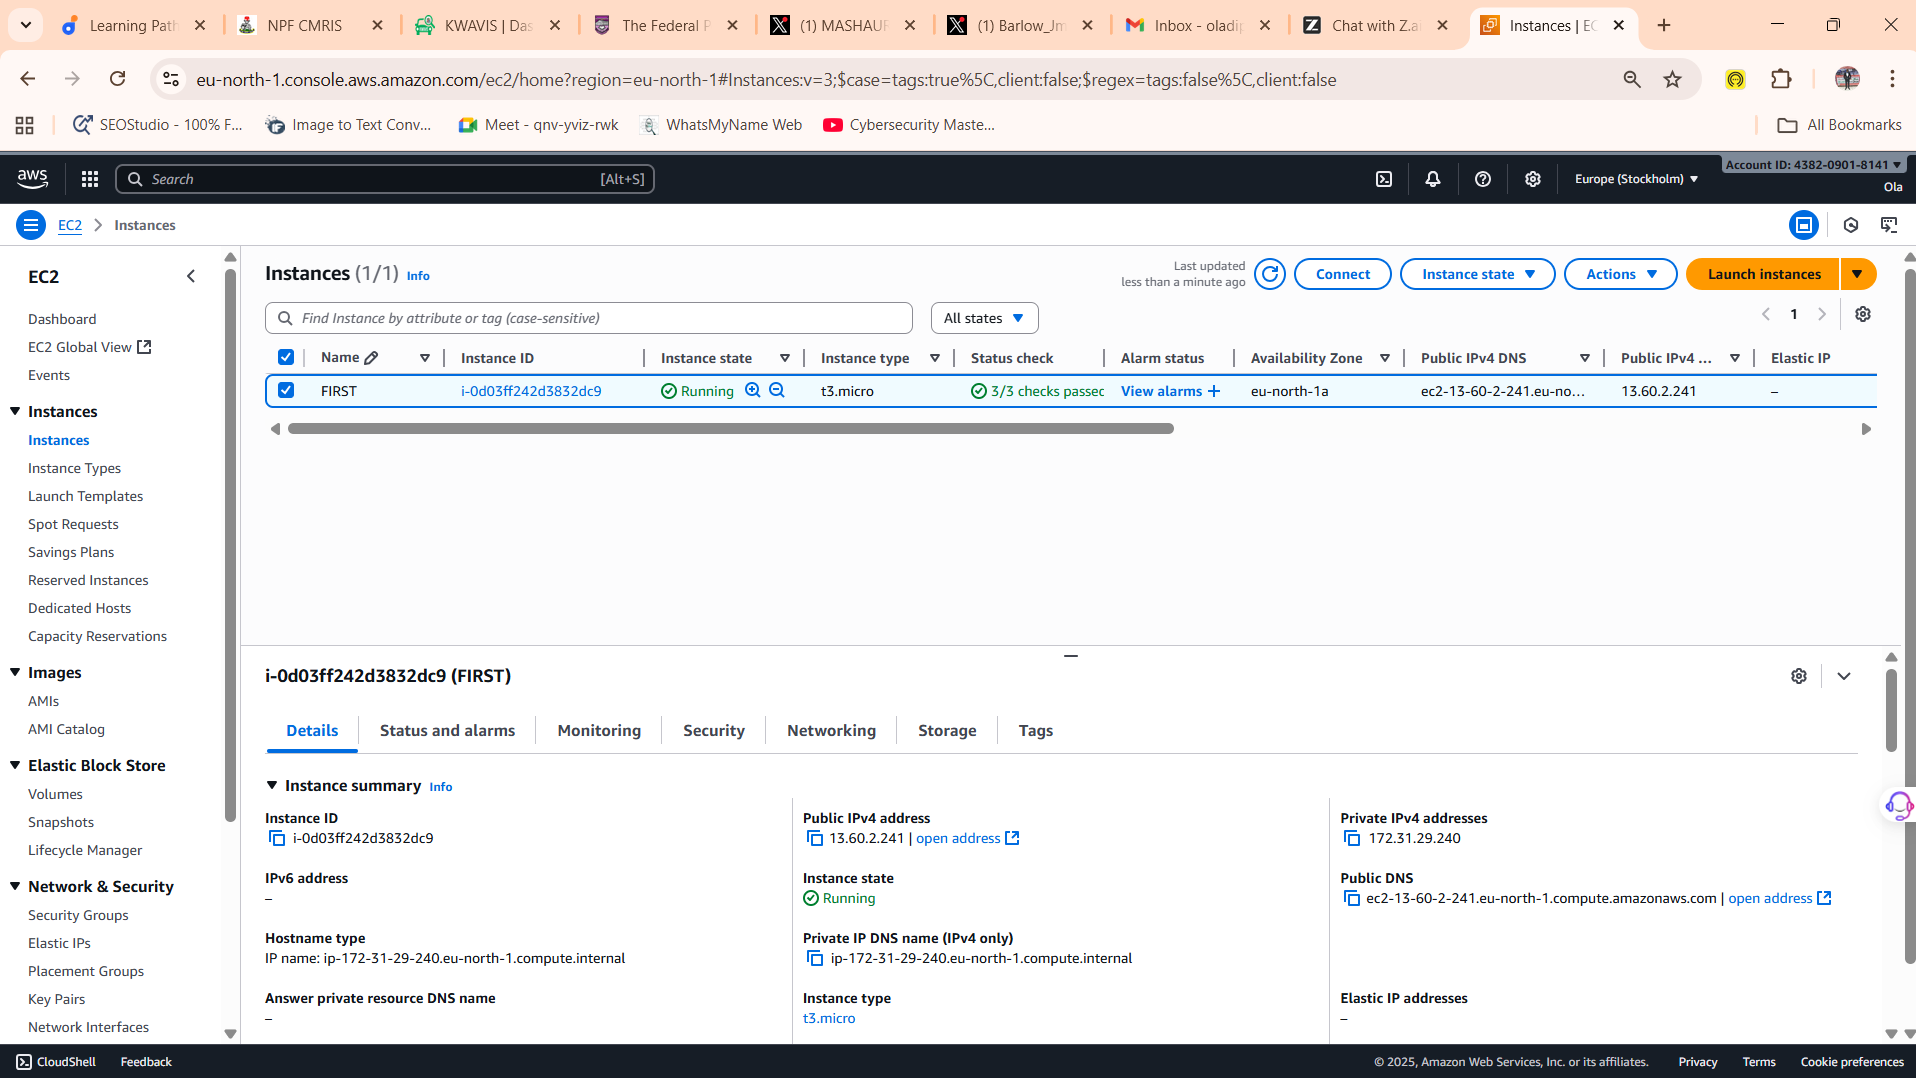 Learning Path
NPF CMRIS
KWAVIS | Das
The Federal P
(1) MASHAUR
(1) Barlow_Jm
Inbox - oladip
Chat with Z.ai
Instances | EC
eu-north-1.console.aws.amazon.com/ec2/home?region=eu-north-1#Instances:v=3;$case=tags:true%5C,client:false;$regex=tags:false%5C,client:false
SEOStudio - 100% F...
Image to Text Conv...
Meet - qnv-yviz-rwk
WhatsMyName Web
Cybersecurity Maste...
All Bookmarks
aws
Search
[Alt+S]
Europe (Stockholm)
Account ID: 4382-0901-8141
Ola
EC2
Instances
EC2
Dashboard
EC2 Global View
Events
Instances
Instances
Instance Types
Launch Templates
Spot Requests
Savings Plans
Reserved Instances
Dedicated Hosts
Capacity Reservations
Images
AMIs
AMI Catalog
Elastic Block Store
Volumes
Snapshots
Lifecycle Manager
Network & Security
Security Groups
Elastic IPs
Placement Groups
Key Pairs
Network Interfaces
Instances (1/1) Info
Last updated
less than a minute ago
Connect
Instance state
Actions
Launch instances
Find Instance by attribute or tag (case-sensitive)
All states
1
Name
Instance ID
Instance state
Instance type
Status check
Alarm status
Availability Zone
Public IPv4 DNS
Public IPv4 ...
Elastic IP
FIRST
i-0d03ff242d3832dc9
Running
t3.micro
3/3 checks passed
View alarms +
eu-north-1a
ec2-13-60-2-241.eu-no...
13.60.2.241
–
i-0d03ff242d3832dc9 (FIRST)
Details
Status and alarms
Monitoring
Security
Networking
Storage
Tags
Instance summary Info
Instance ID
i-0d03ff242d3832dc9
Public IPv4 address
13.60.2.241 | open address
Private IPv4 addresses
172.31.29.240
IPv6 address
–
Instance state
Running
Public DNS
ec2-13-60-2-241.eu-north-1.compute.amazonaws.com | open address
Hostname type
IP name: ip-172-31-29-240.eu-north-1.compute.internal
Private IP DNS name (IPv4 only)
ip-172-31-29-240.eu-north-1.compute.internal
Answer private resource DNS name
–
Instance type
t3.micro
Elastic IP addresses
–
CloudShell
Feedback
© 2025, Amazon Web Services, Inc. or its affiliates.
Privacy
Terms
Cookie preferences